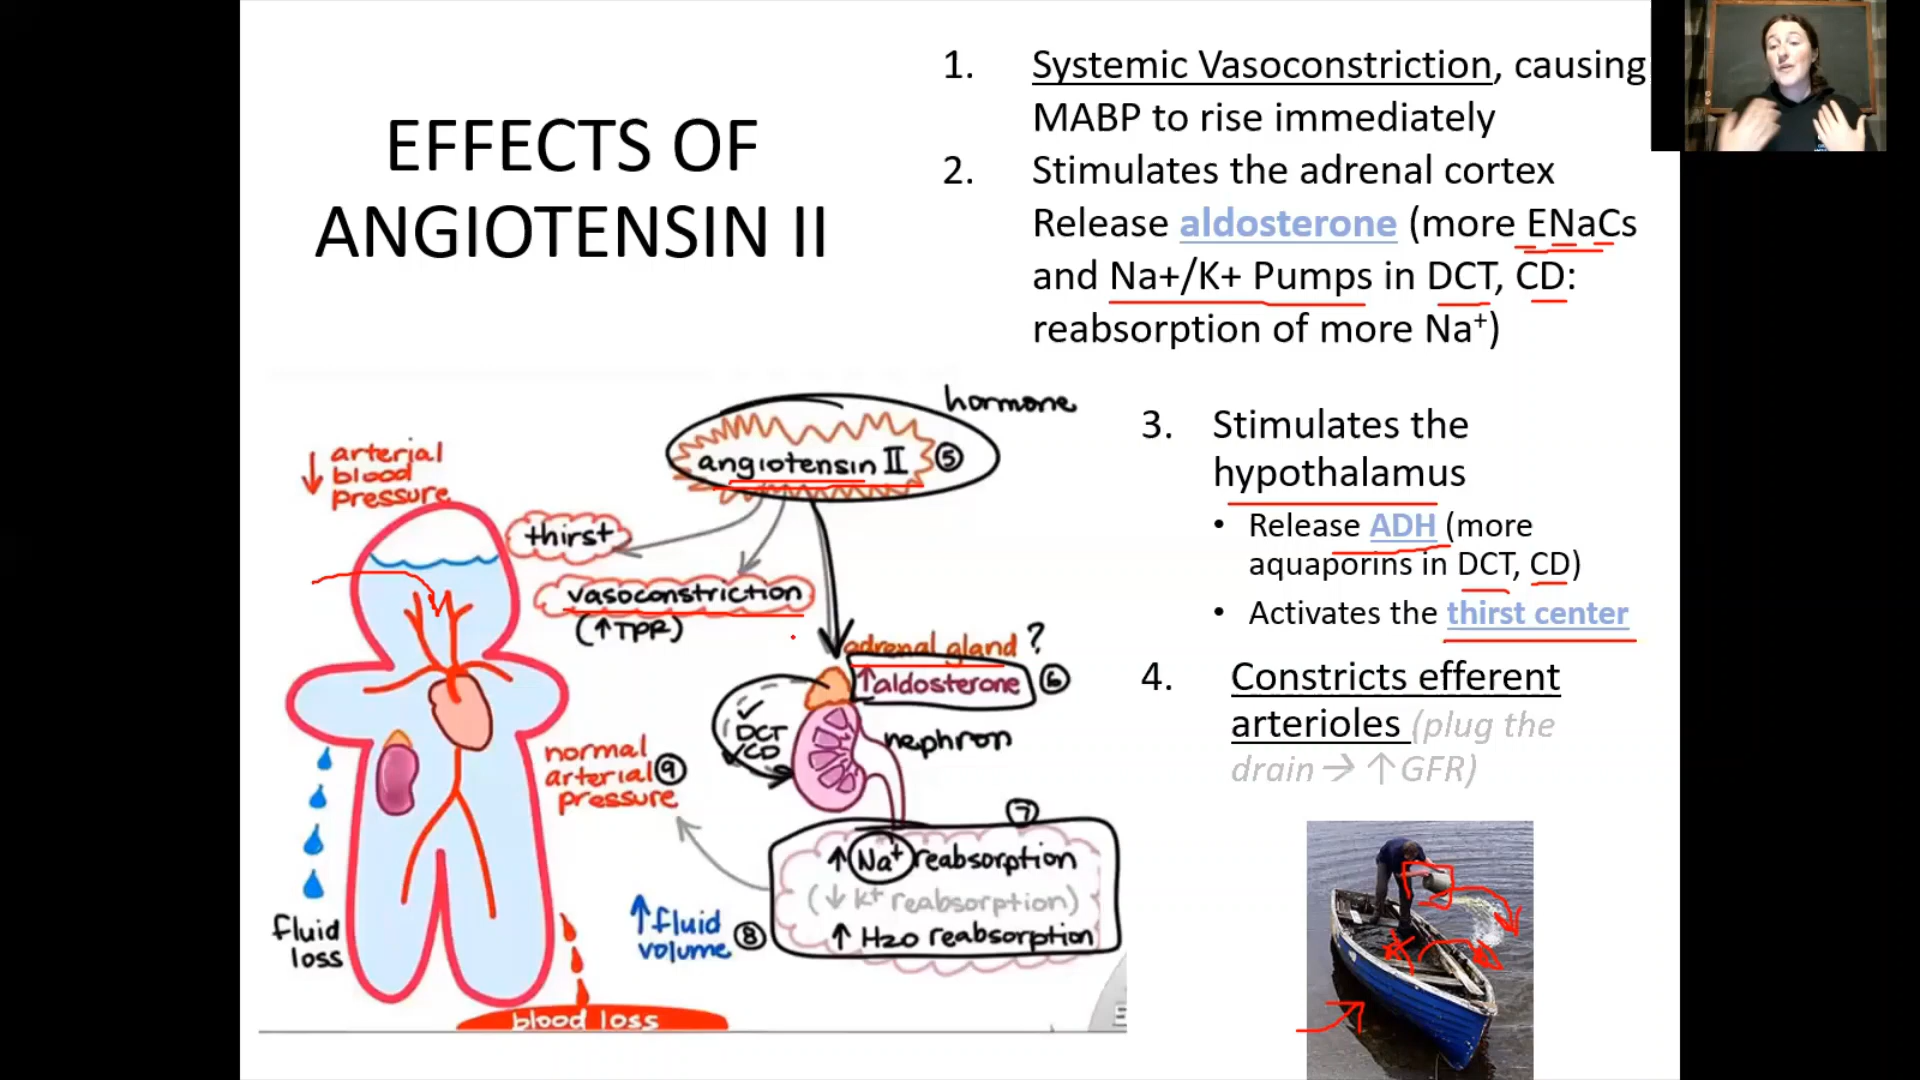 EFFECTS OF
ANGIOTENSIN II
1. Systemic Vasoconstriction, causing
MABP to rise immediately
2. Stimulates the adrenal cortex
Release aldosterone (more ENaCs
and Na+/K+ Pumps in DCT, CD:
reabsorption of more Na⁺)
3. Stimulates the
hypothalamus
• Release ADH (more
aquaporins in DCT, CD)
• Activates the thirst center
4. Constricts efferent
arterioles (plug the
drain → ↑GFR)
hormone
angiotensin II ⑤
↓ arterial
blood
pressure
thirst
vasoconstriction
(↑TPR)
adrenal gland ?
↑aldosterone ⑥
✓
DCT
✓CD
nephron
normal
arterial ⑨
pressure
⑦
↑ Na⁺ reabsorption
(↓ K⁺ reabsorption)
↑ H2O reabsorption
↑ fluid
volume ⑧
fluid
loss
blood loss